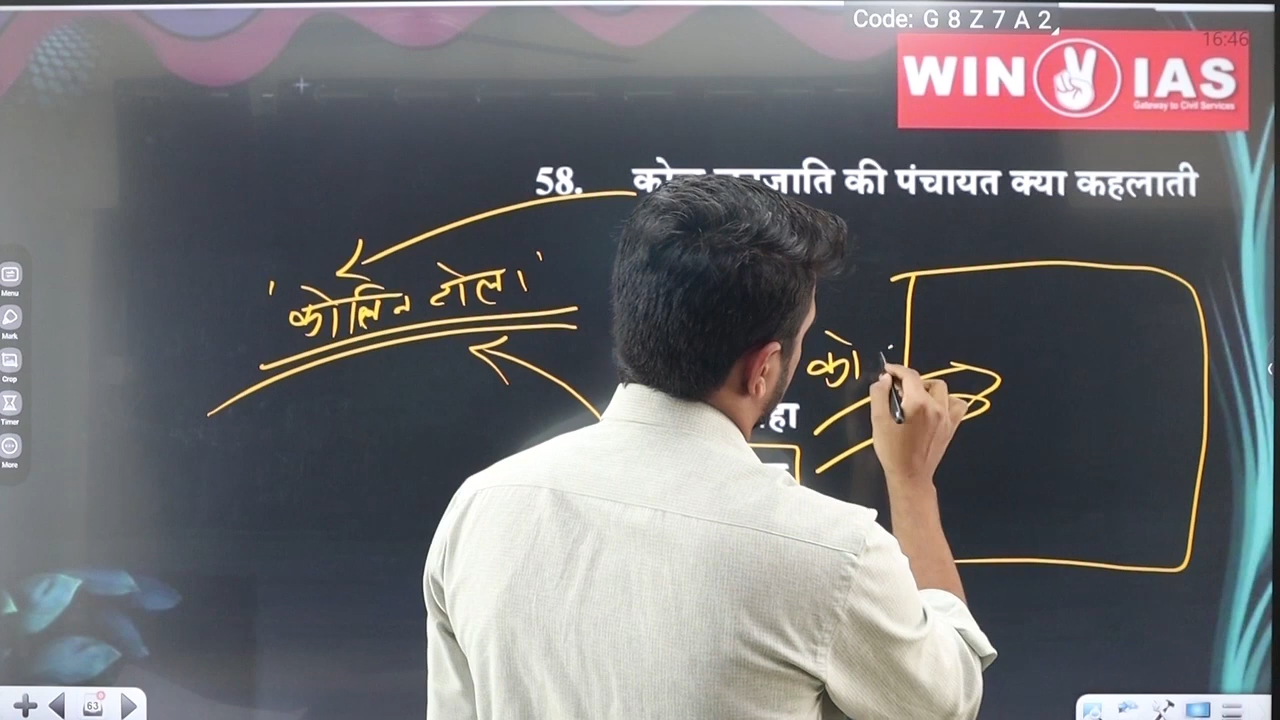 Code: G 8 Z 7 A 2
16:46
WIN IAS
Gateway to Civil Services
58. की पंचायत क्या कहलाती
'कोलिन टोला'
को
हा
Menu
Mark
Crop
Timer
More
63